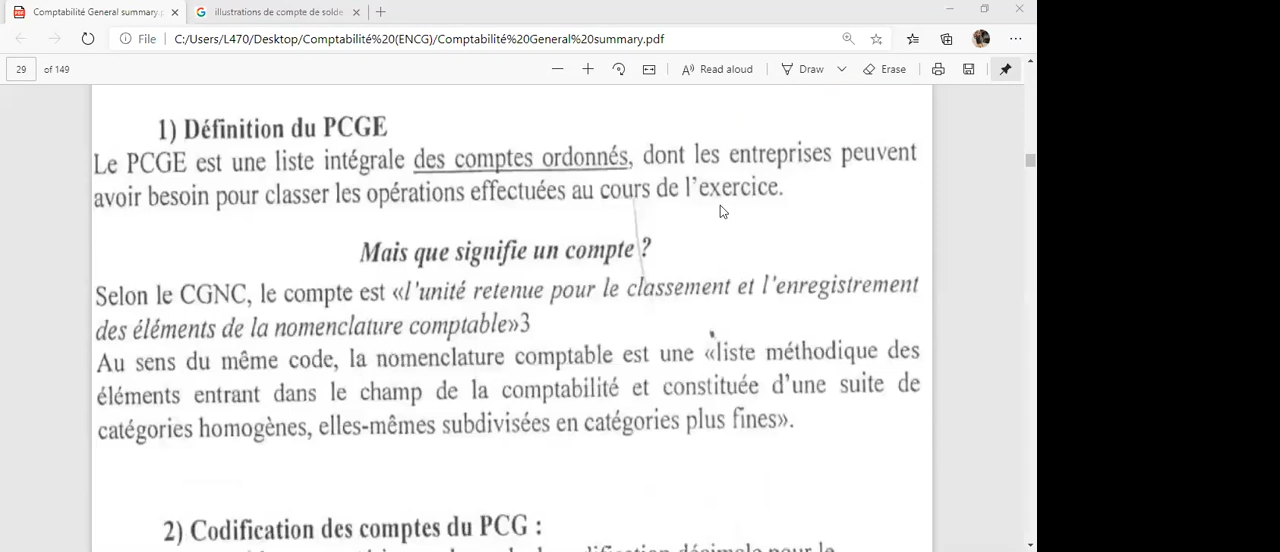 Comptabilité General summary.p
illustrations de compte de solde
File
C:/Users/L470/Desktop/Comptabilité%20(ENCG)/Comptabilité%20General%20summary.pdf
29 of 149
Read aloud
Draw
Erase
1) Définition du PCGE
Le PCGE est une liste intégrale des comptes ordonnés, dont les entreprises peuvent
avoir besoin pour classer les opérations effectuées au cours de l'exercice.
Mais que signifie un compte ?
Selon le CGNC, le compte est «l'unité retenue pour le classement et l'enregistrement
des éléments de la nomenclature comptable»3
Au sens du même code, la nomenclature comptable est une «liste méthodique des
éléments entrant dans le champ de la comptabilité et constituée d'une suite de
catégories homogènes, elles-mêmes subdivisées en catégories plus fines».
2) Codification des comptes du PCG :